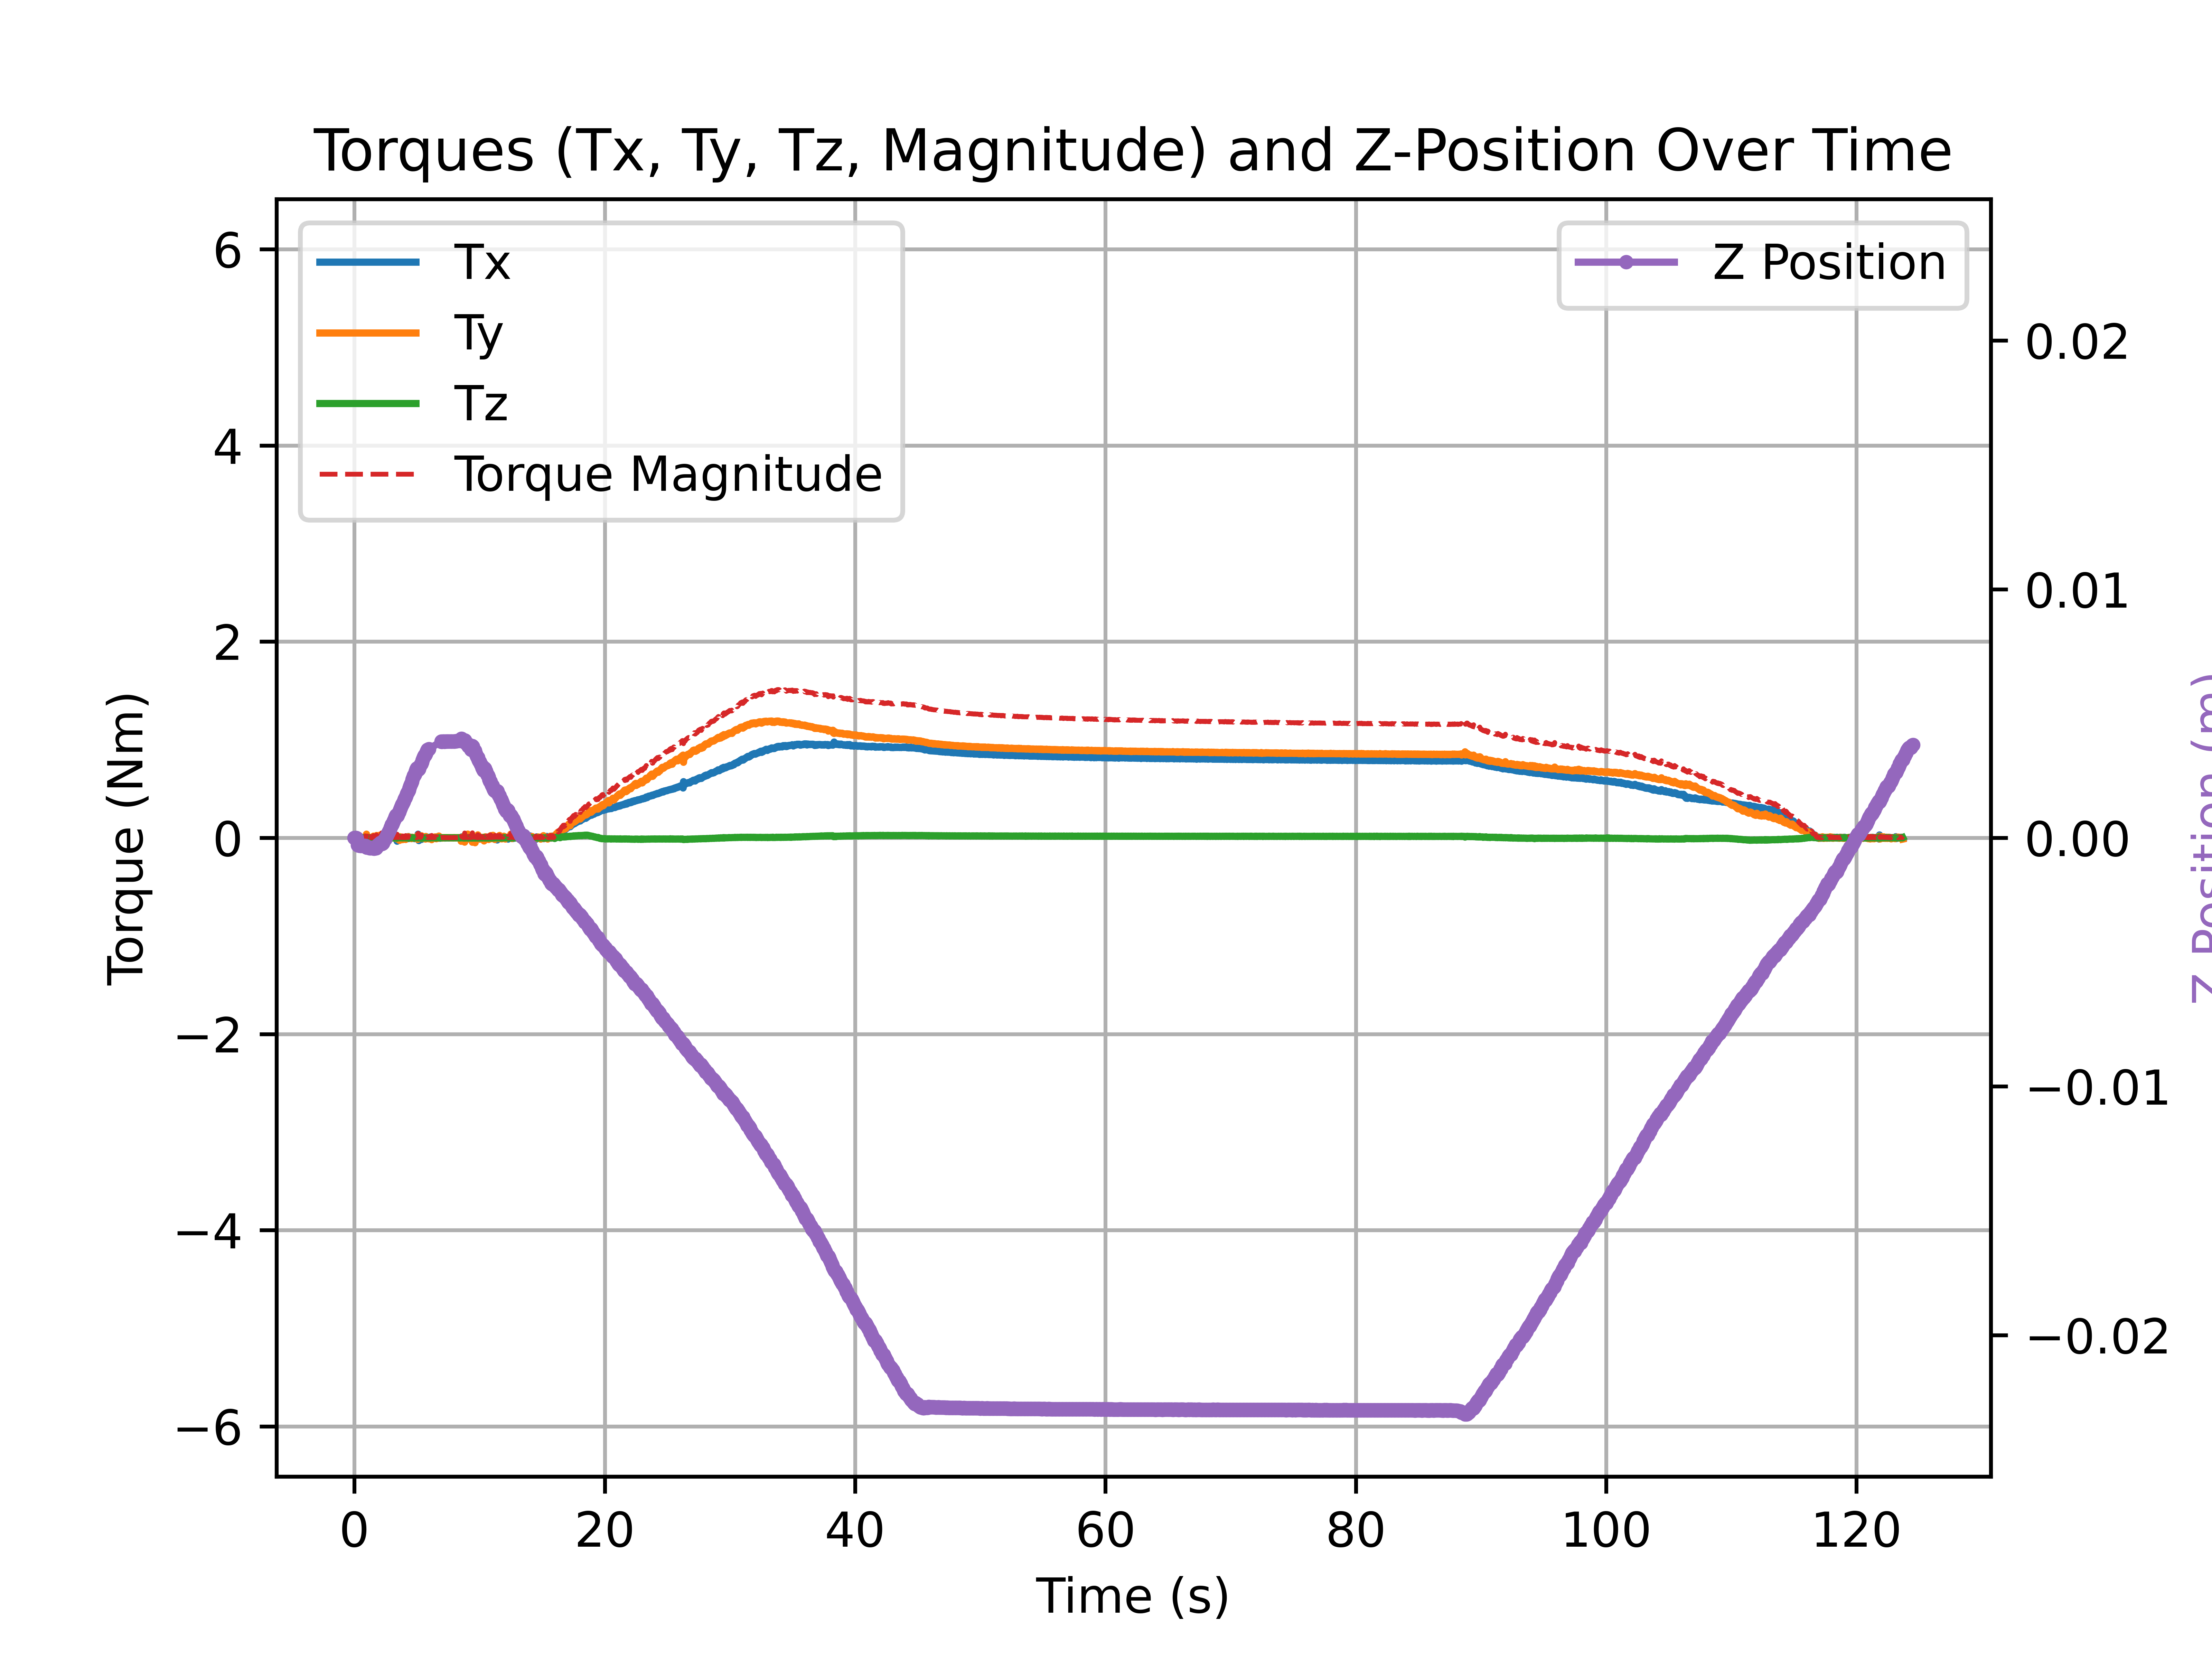 Torques (Tx, Ty, Tz, Magnitude) and Z-Position Over Time
Tx
Ty
Tz
Torque Magnitude
Z Position
6
4
2
0
−2
−4
−6
Torque (Nm)
0.02
0.01
0.00
−0.01
−0.02
Z Position (m)
0 20 40 60 80 100 120
Time (s)